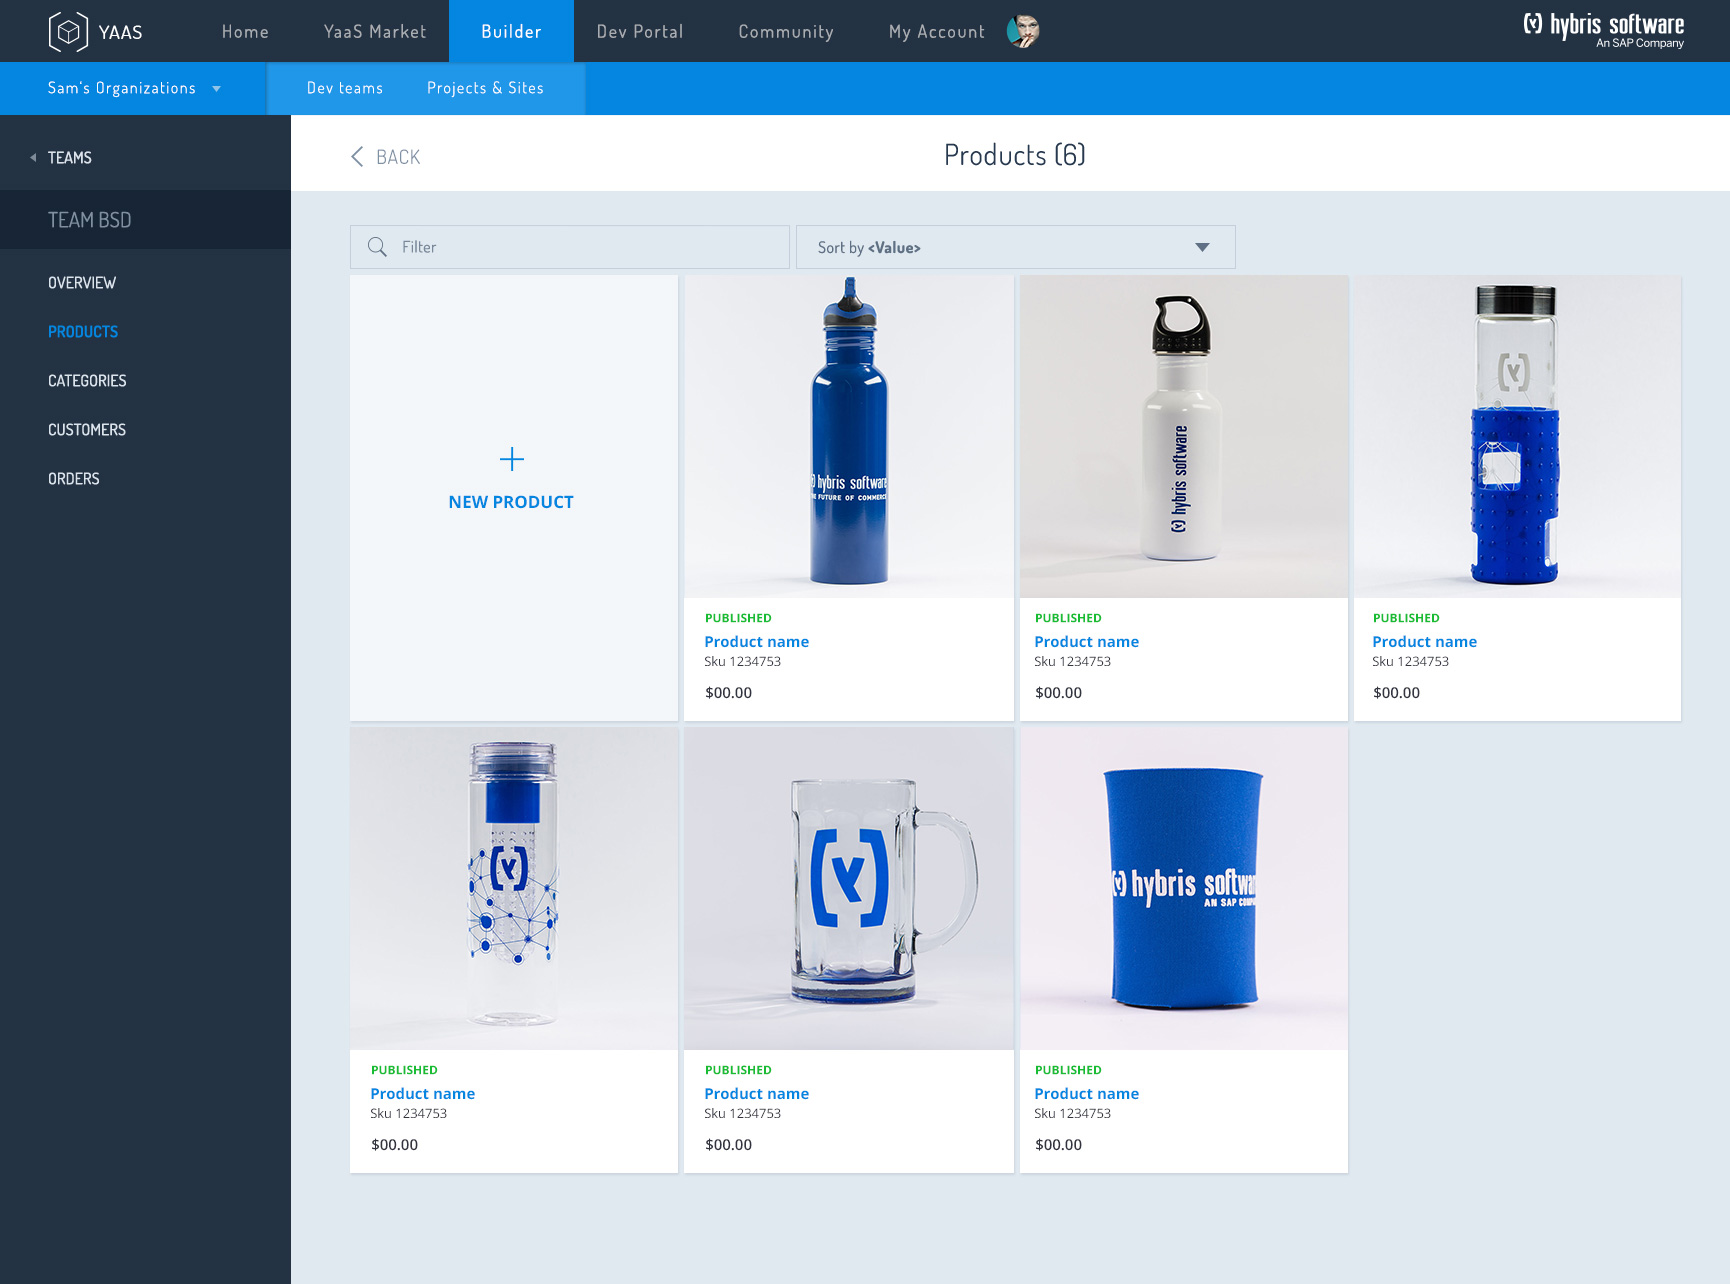 YAAS
Home
YaaS Market
Builder
Dev Portal
Community
My Account
hybris software
An SAP Company
Sam's Organizations
Dev teams
Projects & Sites
TEAMS
BACK
Products (6)
TEAM BSD
OVERVIEW
PRODUCTS
CATEGORIES
CUSTOMERS
ORDERS
Filter
Sort by <Value>
NEW PRODUCT
hybris software
THE FUTURE OF COMMERCE
hybris software
PUBLISHED
Product name
Sku 1234753
$00.00
PUBLISHED
Product name
Sku 1234753
$00.00
PUBLISHED
Product name
Sku 1234753
$00.00
hybris software
AN SAP COMPANY
PUBLISHED
Product name
Sku 1234753
$00.00
PUBLISHED
Product name
Sku 1234753
$00.00
PUBLISHED
Product name
Sku 1234753
$00.00